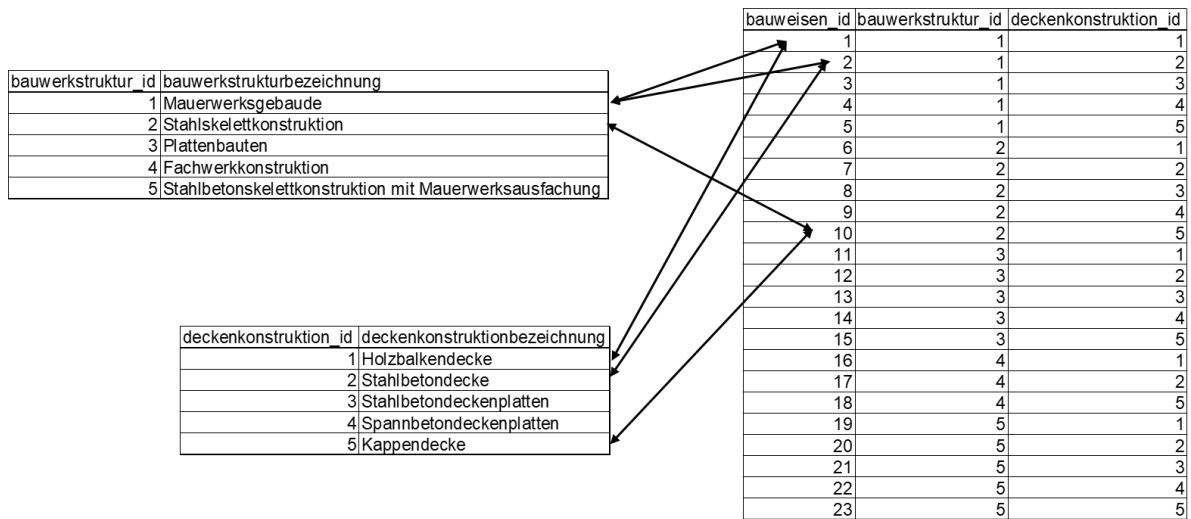 bauwerkstruktur_id bauwerkstrukturbezeichnung
1 Mauerwerksgebaude
2 Stahlskelettkonstruktion
3 Plattenbauten
4 Fachwerkkonstruktion
5 Stahlbetonskelettkonstruktion mit Mauerwerksausfachung
deckenkonstruktion_id deckenkonstruktionbezeichnung
1 Holzbalkendecke
2 Stahlbetondecke
3 Stahlbetondeckenplatten
4 Spannbetondeckenplatten
5 Kappendecke
bauweisen_id bauwerkstruktur_id deckenkonstruktion_id
1 1 1
2 1 2
3 1 3
4 1 4
5 1 5
6 2 1
7 2 2
8 2 3
9 2 4
10 2 5
11 3 1
12 3 2
13 3 3
14 3 4
15 3 5
16 4 1
17 4 2
18 4 5
19 5 1
20 5 2
21 5 3
22 5 4
23 5 5